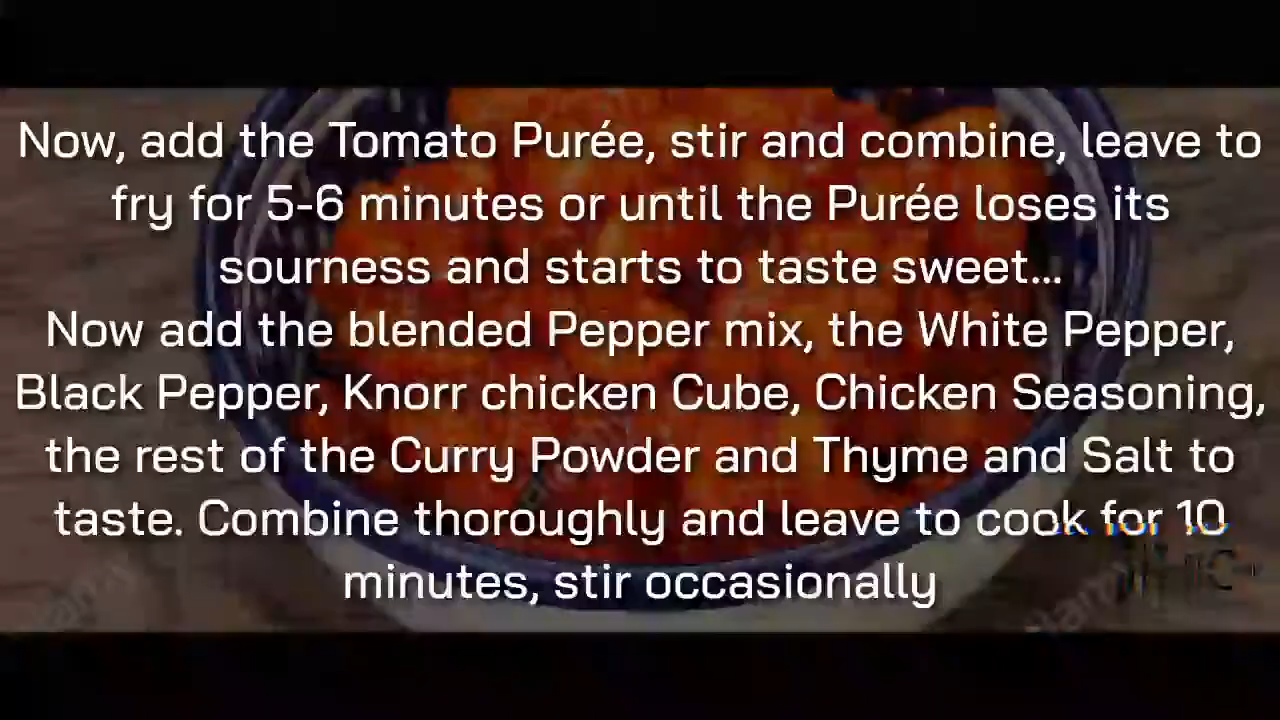 Now, add the Tomato Purée, stir and combine, leave to
fry for 5-6 minutes or until the Purée loses its
sourness and starts to taste sweet...
Now add the blended Pepper mix, the White Pepper,
Black Pepper, Knorr chicken Cube, Chicken Seasoning,
the rest of the Curry Powder and Thyme and Salt to
taste. Combine thoroughly and leave to cook for 10
minutes, stir occasionally